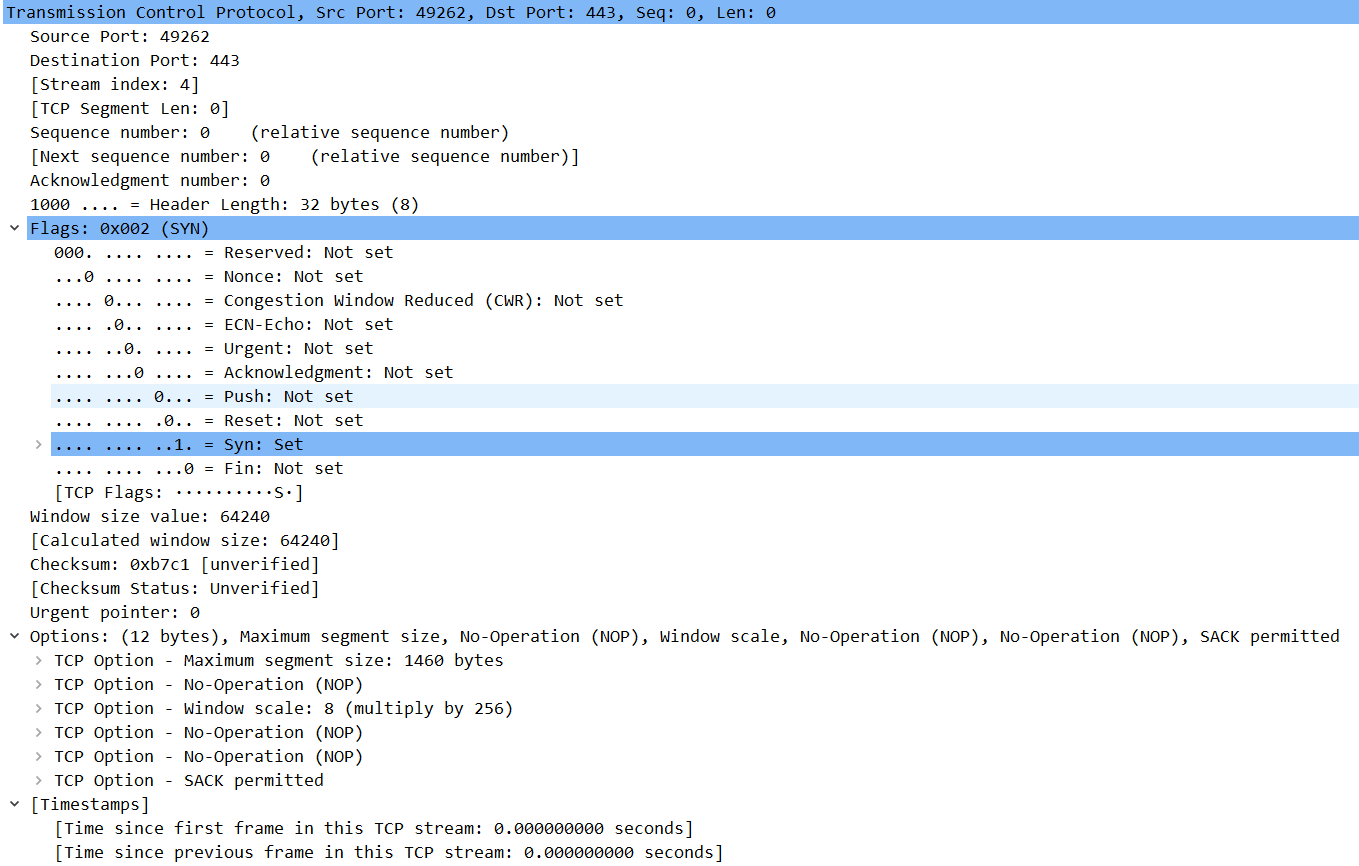 Transmission Control Protocol, Src Port: 49262, Dst Port: 443, Seq: 0, Len: 0
Source Port: 49262
Destination Port: 443
[Stream index: 4]
[TCP Segment Len: 0]
Sequence number: 0    (relative sequence number)
[Next sequence number: 0    (relative sequence number)]
Acknowledgment number: 0
1000 .... = Header Length: 32 bytes (8)
Flags: 0x002 (SYN)
000. .... .... = Reserved: Not set
...0 .... .... = Nonce: Not set
.... 0... .... = Congestion Window Reduced (CWR): Not set
.... .0.. .... = ECN-Echo: Not set
.... ..0. .... = Urgent: Not set
.... ...0 .... = Acknowledgment: Not set
.... .... 0... = Push: Not set
.... .... .0.. = Reset: Not set
.... .... ..1. = Syn: Set
.... .... ...0 = Fin: Not set
[TCP Flags: ··········S·]
Window size value: 64240
[Calculated window size: 64240]
Checksum: 0xb7c1 [unverified]
[Checksum Status: Unverified]
Urgent pointer: 0
Options: (12 bytes), Maximum segment size, No-Operation (NOP), Window scale, No-Operation (NOP), No-Operation (NOP), SACK permitted
TCP Option - Maximum segment size: 1460 bytes
TCP Option - No-Operation (NOP)
TCP Option - Window scale: 8 (multiply by 256)
TCP Option - No-Operation (NOP)
TCP Option - No-Operation (NOP)
TCP Option - SACK permitted
[Timestamps]
[Time since first frame in this TCP stream: 0.000000000 seconds]
[Time since previous frame in this TCP stream: 0.000000000 seconds]